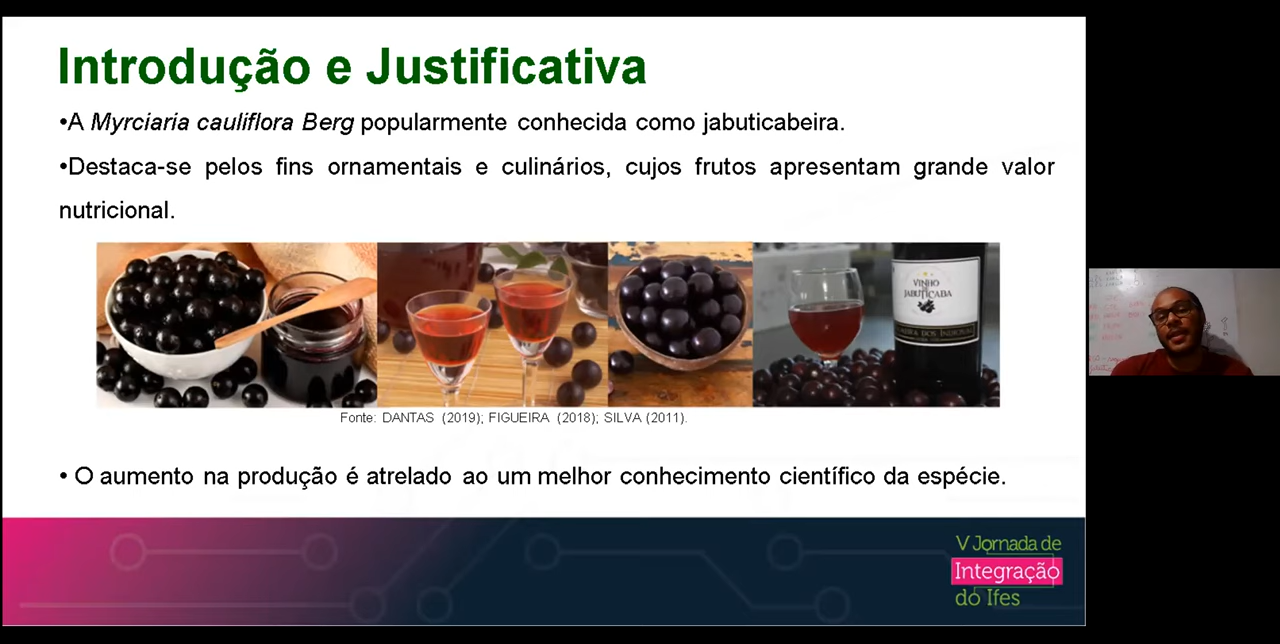 Introdução e Justificativa
•A Myrciaria cauliflora Berg popularmente conhecida como jabuticabeira.
•Destaca-se pelos fins ornamentais e culinários, cujos frutos apresentam grande valor
nutricional.
VINHO
DE
JABUTICABA
Fonte: DANTAS (2019); FIGUEIRA (2018); SILVA (2011).
• O aumento na produção é atrelado ao um melhor conhecimento científico da espécie.
V Jornada de
Integração
do Ifes